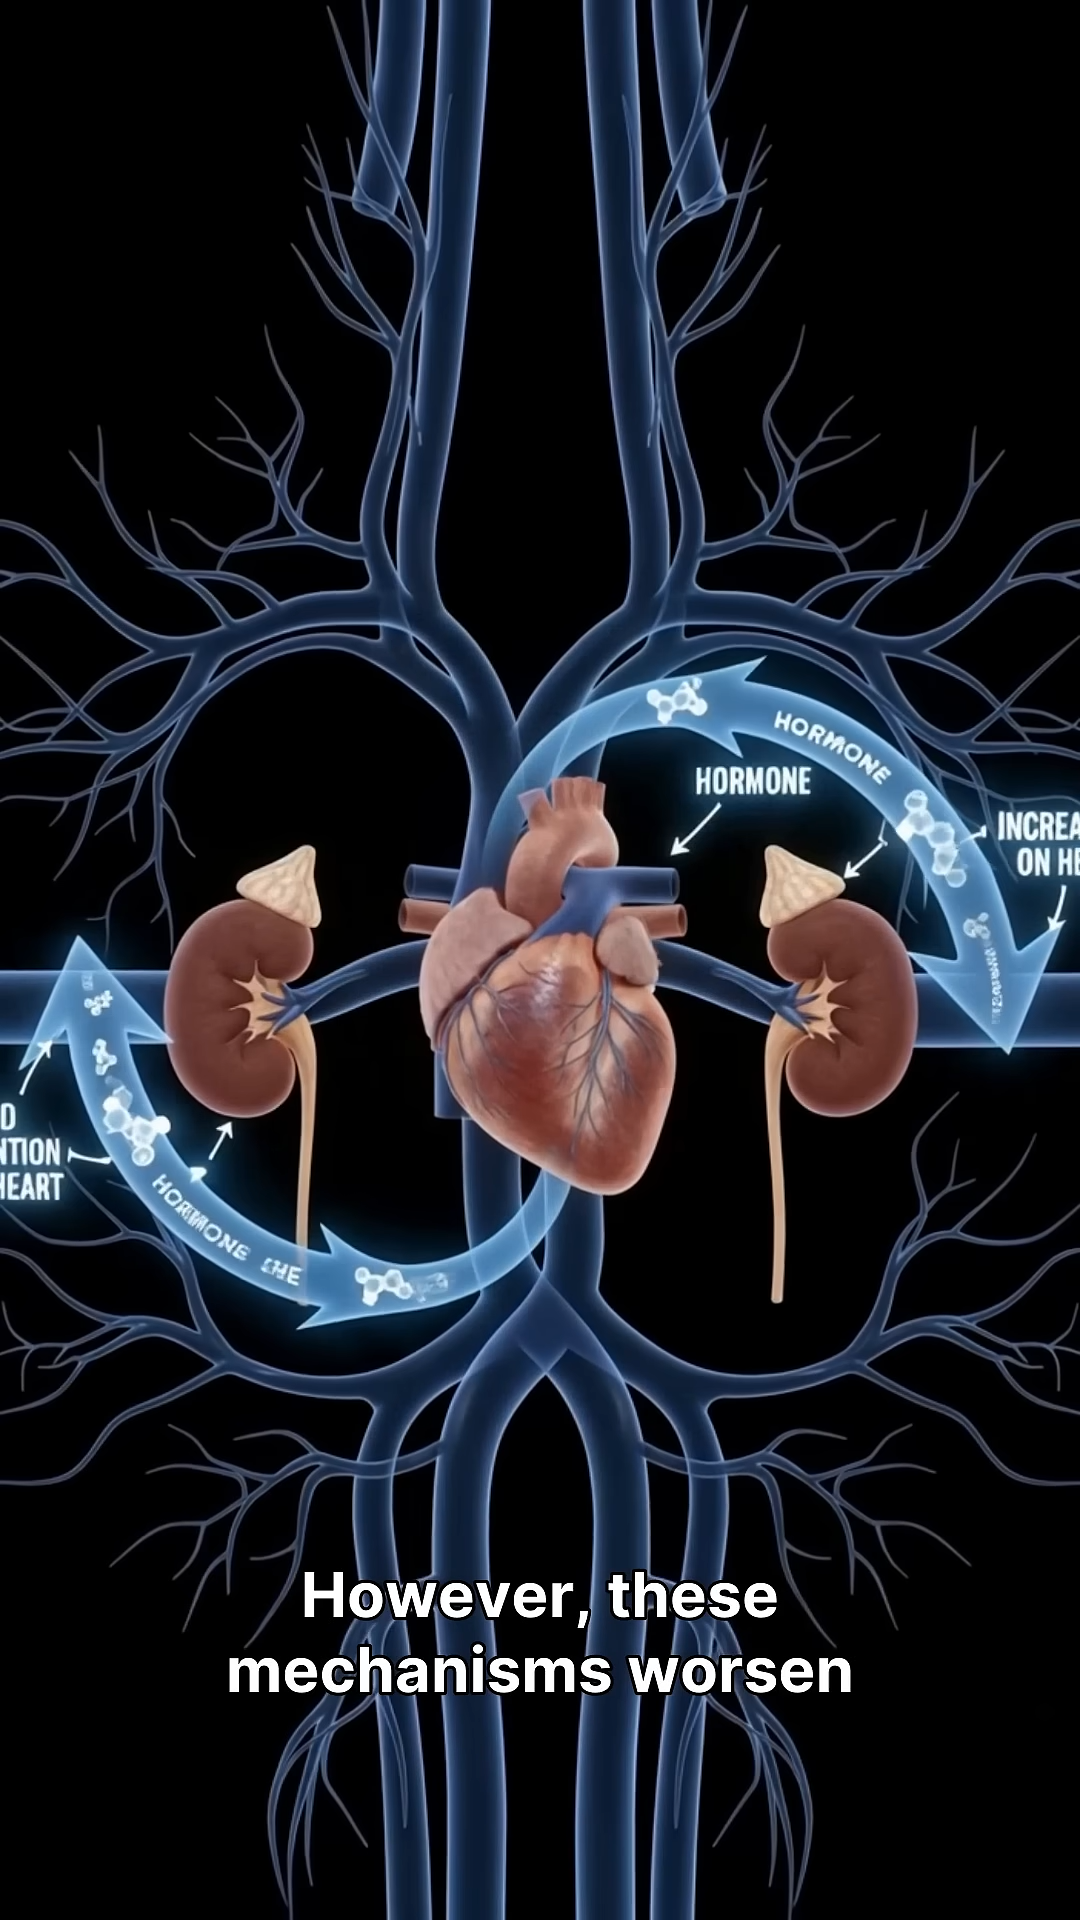 HORMONE
HORMONE
INCREA
ON HE
D
NTION
HEART
HORMONE
However, these
mechanisms worsen